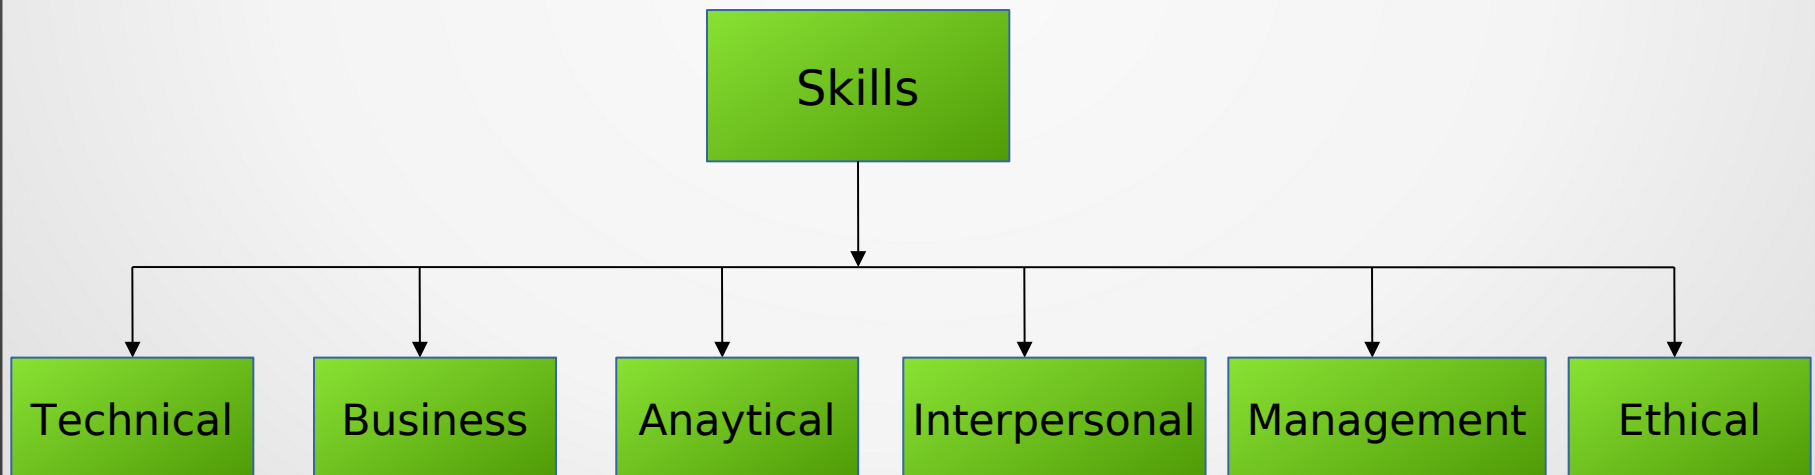 Skills
Technical
Business
Anaytical
Interpersonal
Management
Ethical